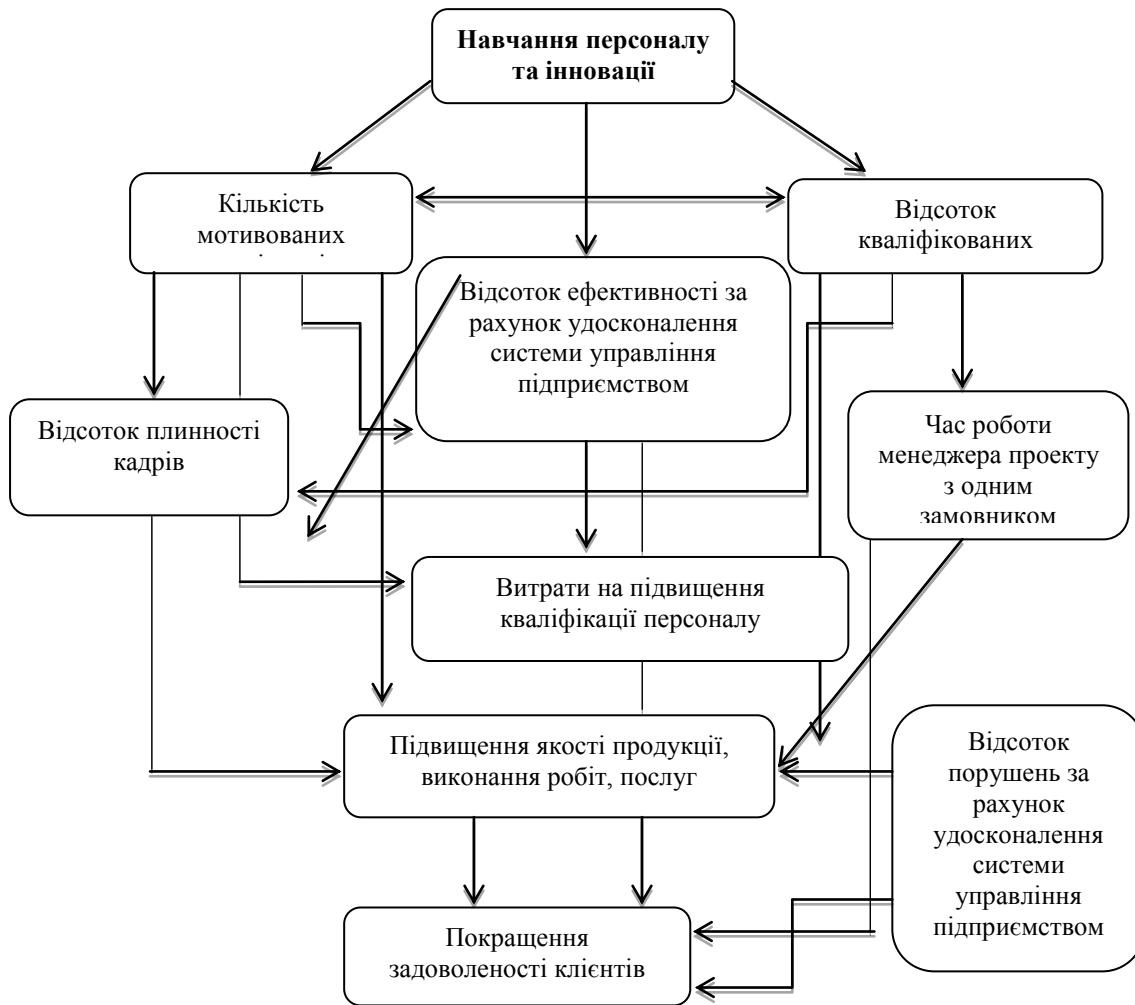 Навчання персоналу
та інновації
Кількість
мотивованих
Відсоток
кваліфікованих
Відсоток ефективності за
рахунок удосконалення
системи управління
підприємством
Відсоток плинності
кадрів
Час роботи
менеджера проекту
з одним
замовником
Витрати на підвищення
кваліфікації персоналу
Підвищення якості продукції,
виконання робіт, послуг
Відсоток
порушень за
рахунок
удосконалення
системи
управління
підприємством
Покращення
задоволеності клієнтів